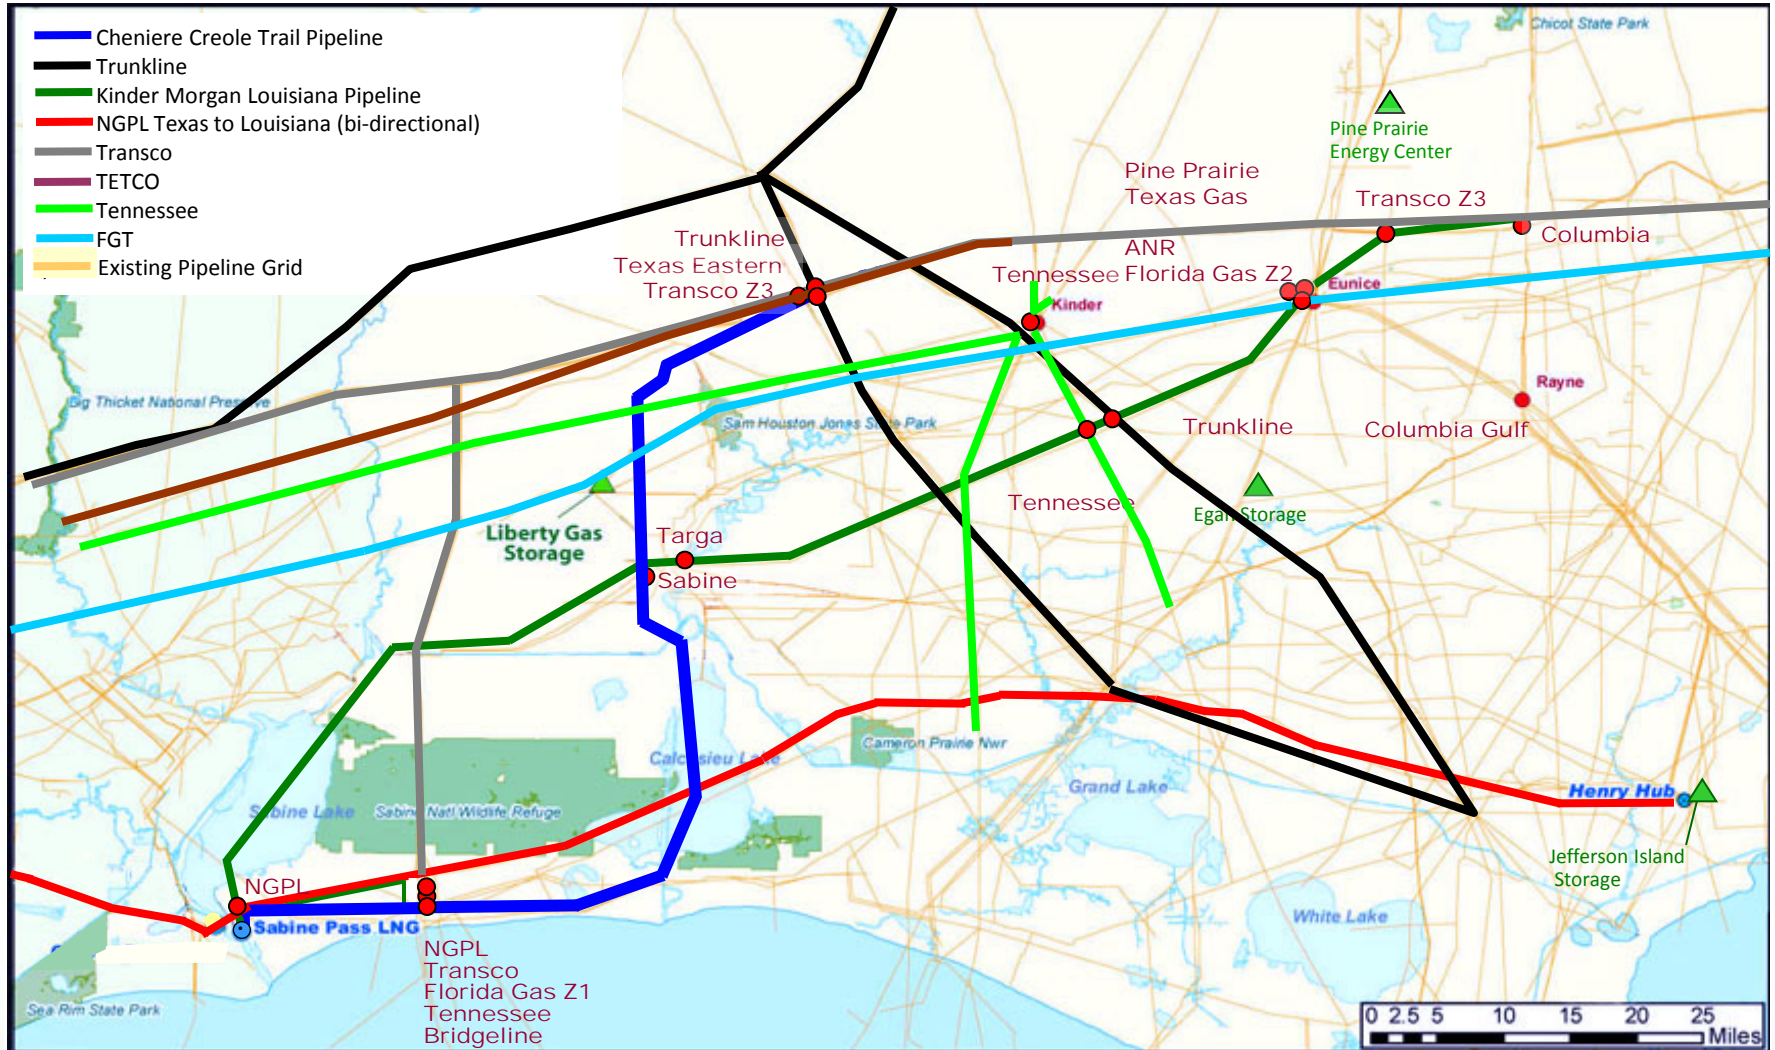 Cheniere Creole Trail Pipeline
Trunkline
Kinder Morgan Louisiana Pipeline
NGPL Texas to Louisiana (bi-directional)
Transco
TETCO
Tennessee
FGT
Existing Pipeline Grid
Chicot State Park
Pine Prairie
Energy Center
Pine Prairie
Texas Gas
Transco Z3
Columbia
ANR
Florida Gas Z2
Eunice
Trunkline
Texas Eastern
Transco Z3
Tennessee
Kinder
Rayne
Big Thicket National Preserve
Sam Houston Jones State Park
Trunkline
Columbia Gulf
Liberty Gas
Storage
Tennessee
Egan Storage
Targa
Sabine
Calcasieu Lake
Cameron Prairie Nwr
Grand Lake
Henry Hub
Sabine Lake
Sabine Natl Wildlife Refuge
Jefferson Island
Storage
NGPL
Sabine Pass LNG
White Lake
NGPL
Transco
Florida Gas Z1
Tennessee
Bridgeline
Sea Rim State Park
0 2.5 5 10 15 20 25
Miles